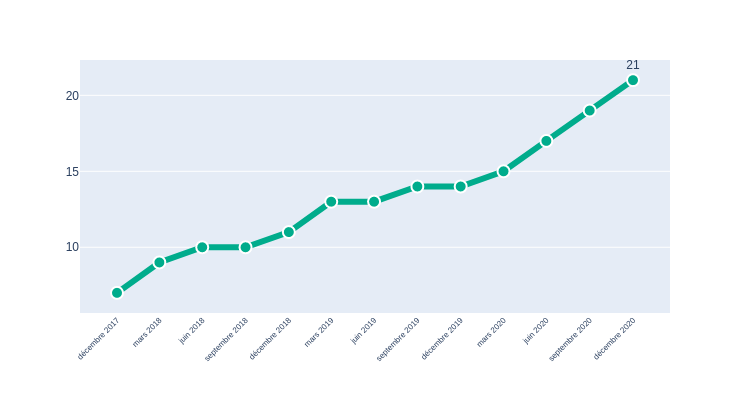 21
20
15
10
décembre 2017
mars 2018
juin 2018
septembre 2018
décembre 2018
mars 2019
juin 2019
septembre 2019
décembre 2019
mars 2020
juin 2020
septembre 2020
décembre 2020